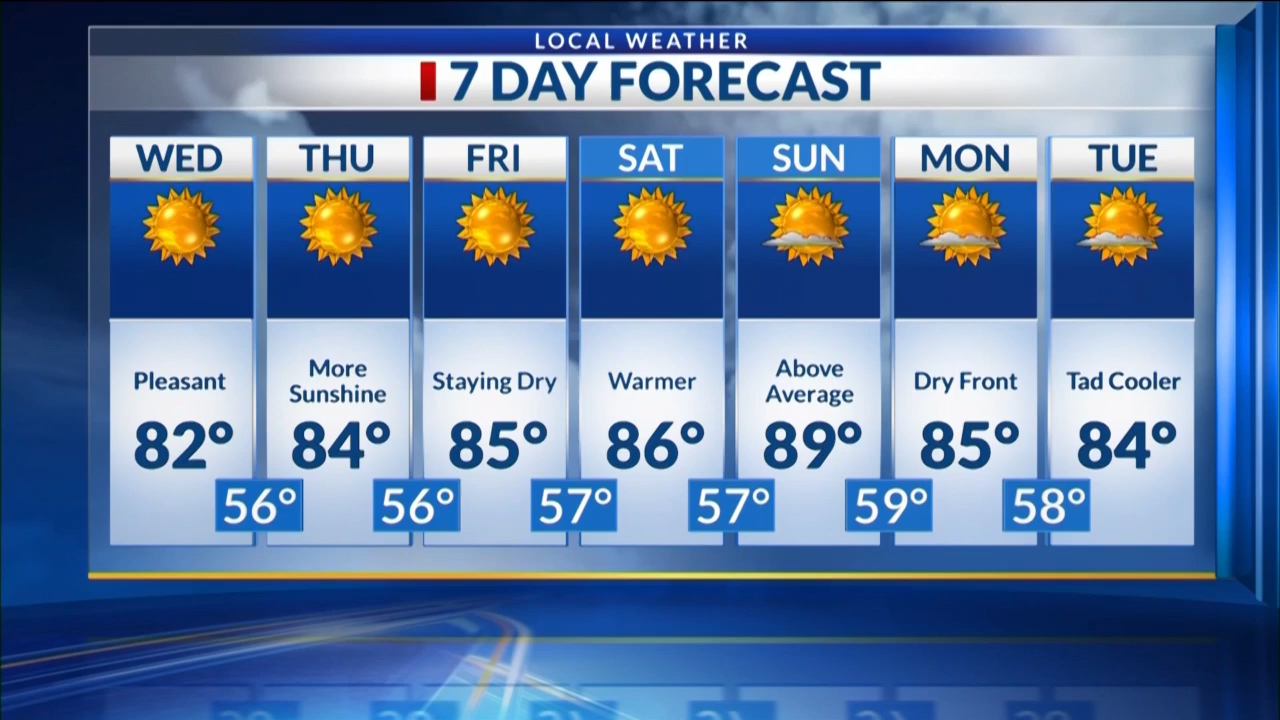 LOCAL WEATHER
7 DAY FORECAST
WED THU FRI SAT SUN MON TUE
Pleasant
More
Sunshine
Staying Dry
Warmer
Above
Average
Dry Front
Tad Cooler
82° 84° 85° 86° 89° 85° 84°
56° 56° 57° 57° 59° 58°